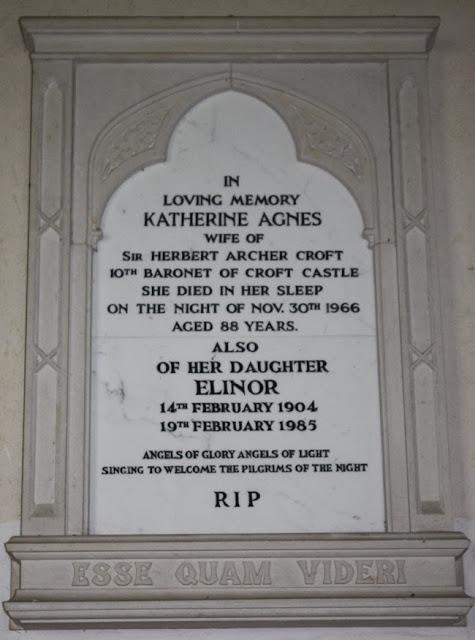 IN
LOVING MEMORY
KATHERINE AGNES
WIFE OF
SIR HERBERT ARCHER CROFT
10TH BARONET OF CROFT CASTLE
SHE DIED IN HER SLEEP
ON THE NIGHT OF NOV. 30TH 1966
AGED 88 YEARS.
ALSO
OF HER DAUGHTER
ELINOR
14TH FEBRUARY 1904
19TH FEBRUARY 1985
ANGELS OF GLORY ANGELS OF LIGHT
SINGING TO WELCOME THE PILGRIMS OF THE NIGHT
RIP
ESSE QUAM VIDERI